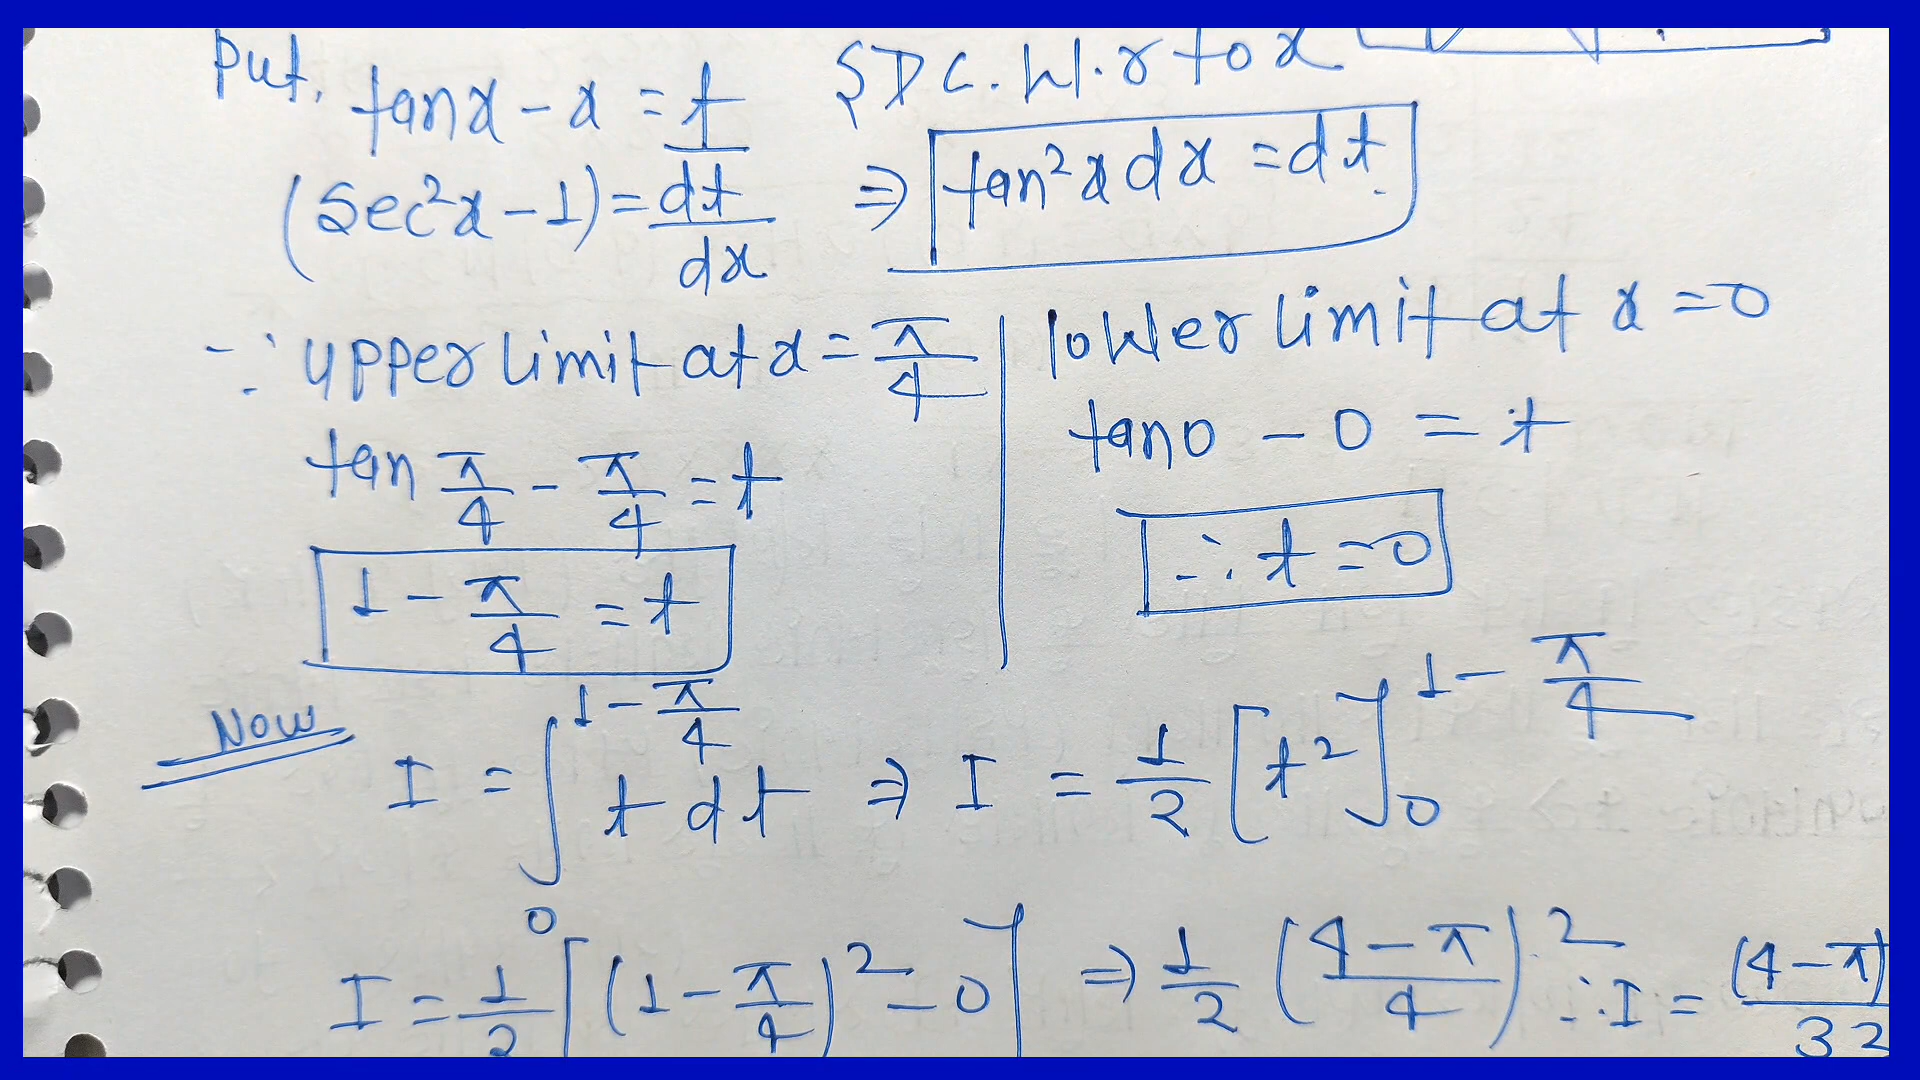 Put, tanx - x = t SDC. W.r to x
(Sec²x - 1) = dt/dx ⇒ tan²x dx = dt.
∵ upper limit at x = π/4
tan π/4 - π/4 = t
1 - π/4 = t
lower limit at x = 0
tan0 - 0 = t
∴ t = 0
Now I = ∫₀^(1 - π/4) t dt ⇒ I = 1/2 [t²]₀^(1 - π/4)
I = 1/2 [(1 - π/4)² - 0] ⇒ 1/2 ((4 - π)/4)² ∴ I = (4 - π)/32